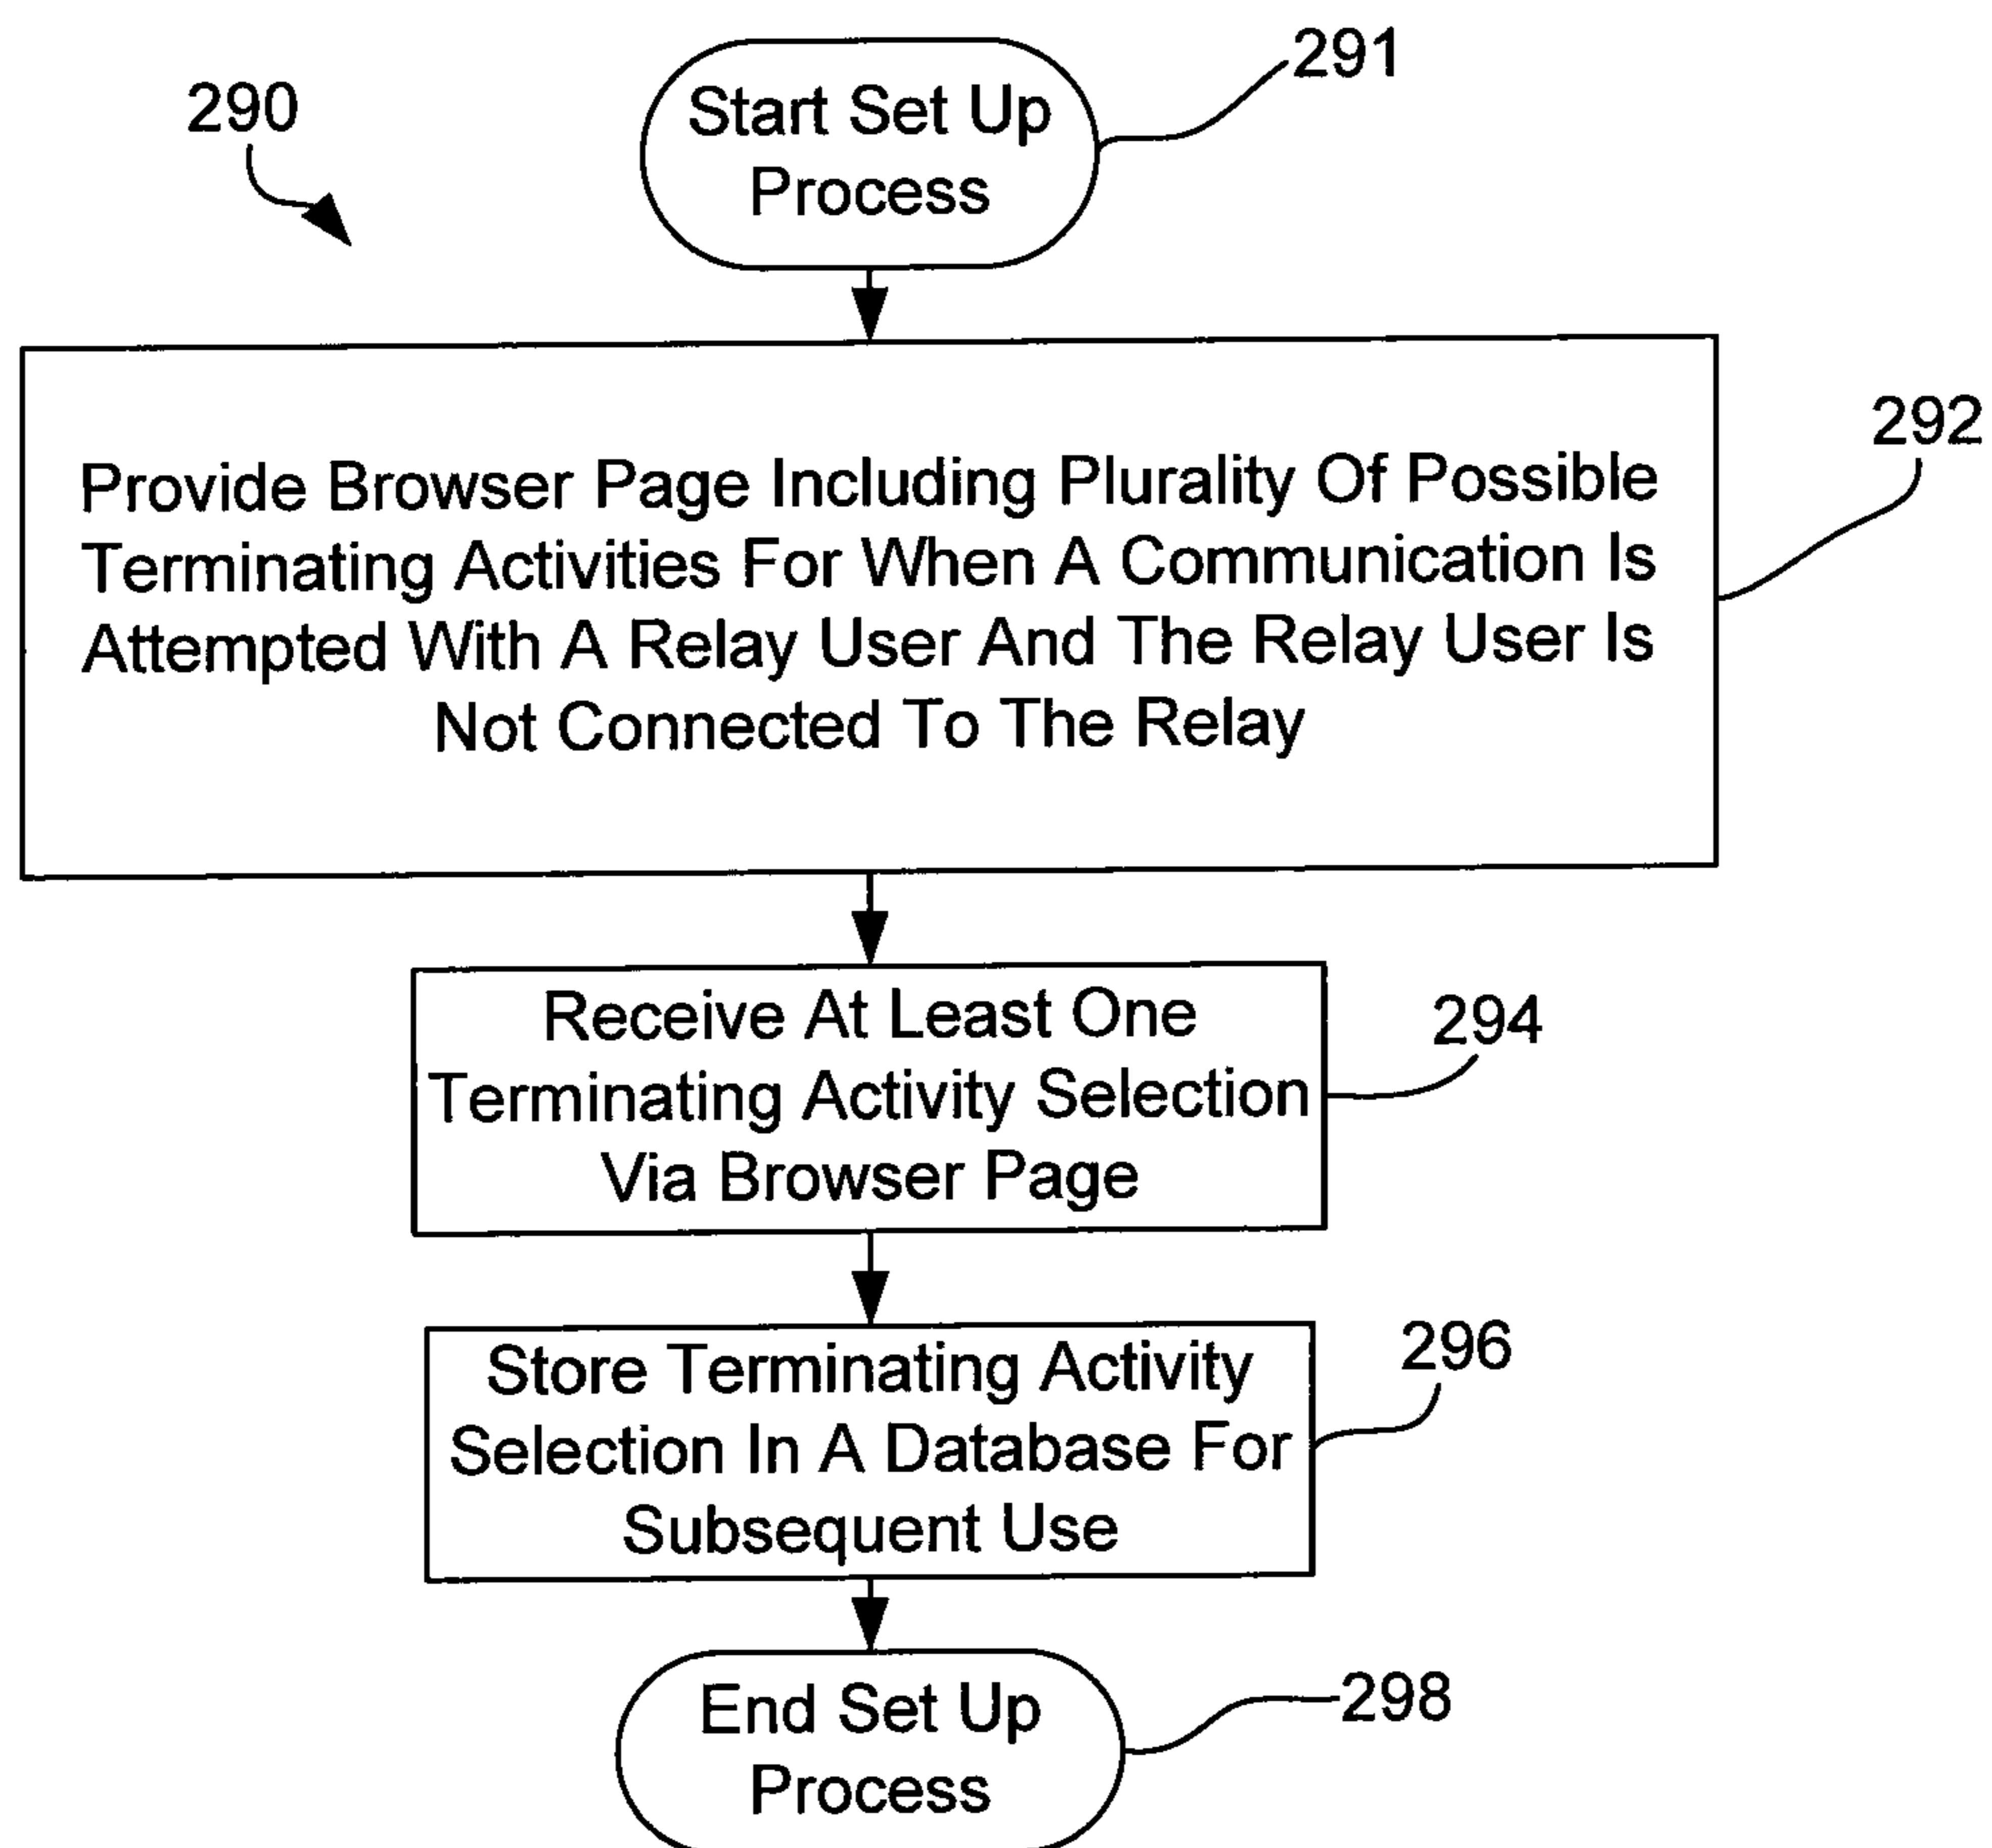 291
290
Start Set Up
Process
292
Provide Browser Page Including Plurality Of Possible
Terminating Activities For When A Communication Is
Attempted With A Relay User And The Relay User Is
Not Connected To The Relay
294
Receive At Least One
Terminating Activity Selection
Via Browser Page
296
Store Terminating Activity
Selection In A Database For
Subsequent Use
298
End Set Up
Process